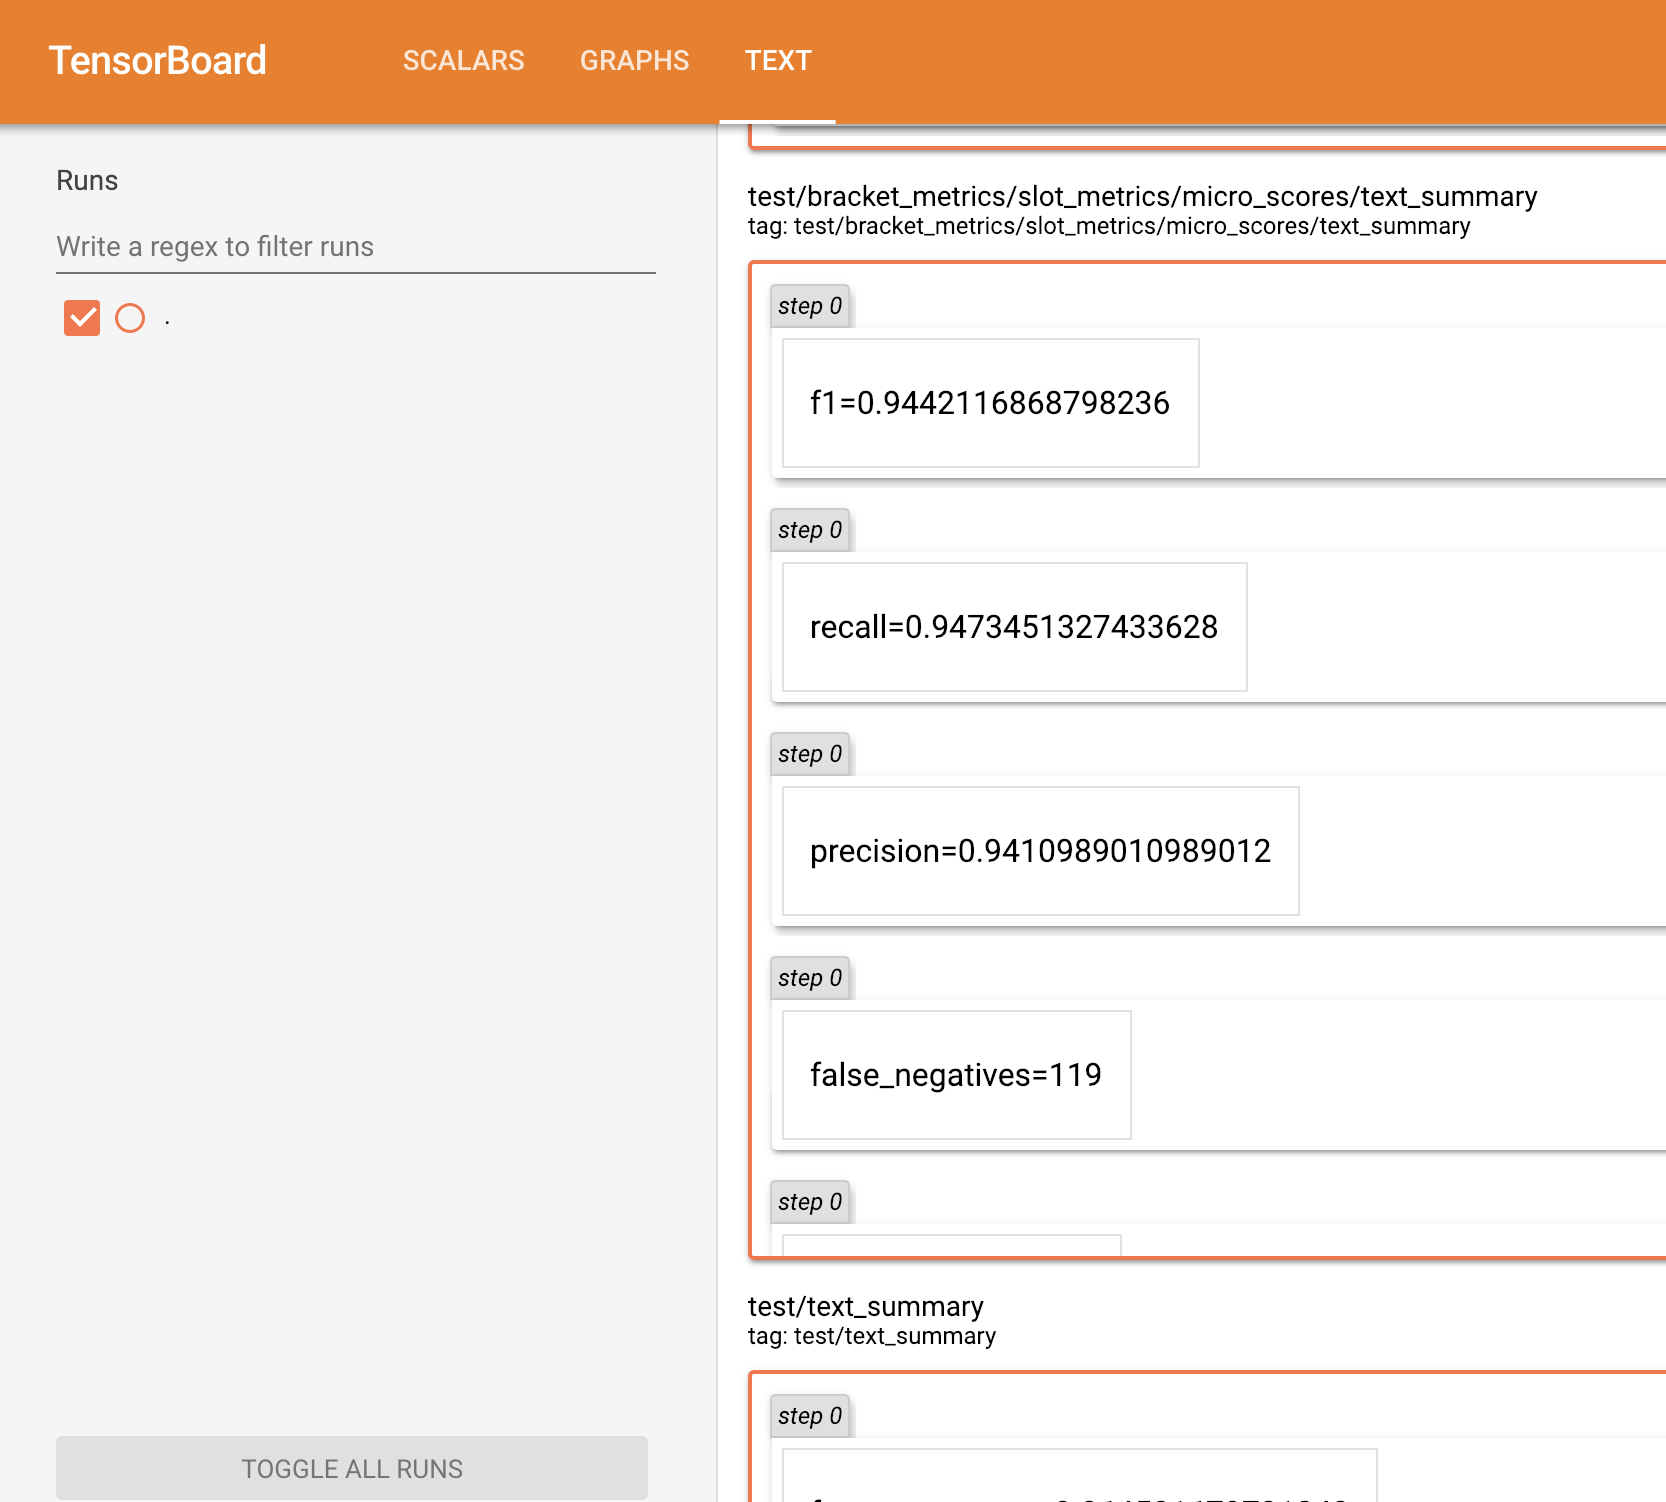 TensorBoard
SCALARS
GRAPHS
TEXT
Runs
Write a regex to filter runs
.
TOGGLE ALL RUNS
test/bracket_metrics/slot_metrics/micro_scores/text_summary
tag: test/bracket_metrics/slot_metrics/micro_scores/text_summary
step 0
f1=0.9442116868798236
step 0
recall=0.9473451327433628
step 0
precision=0.9410989010989012
step 0
false_negatives=119
step 0
test/text_summary
tag: test/text_summary
step 0